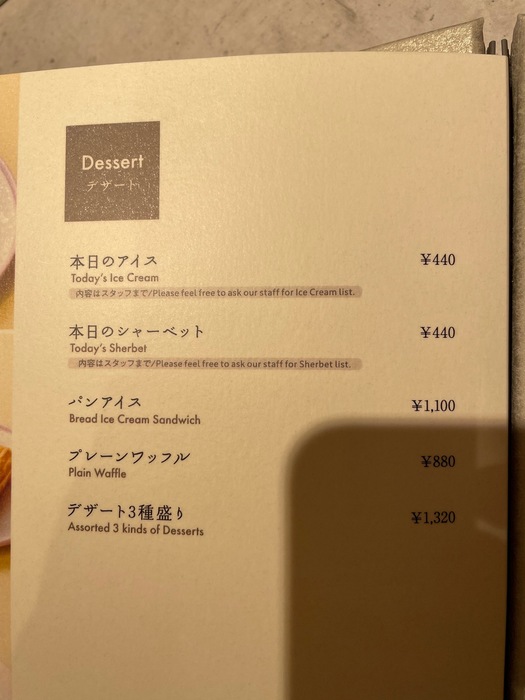 Dessert
デザート
本日のアイス ¥440
Today's Ice Cream
内容はスタッフまで/Please feel free to ask our staff for Ice Cream list.
本日のシャーベット ¥440
Today's Sherbet
内容はスタッフまで/Please feel free to ask our staff for Sherbet list.
パンアイス ¥1,100
Bread Ice Cream Sandwich
プレーンワッフル ¥880
Plain Waffle
デザート3種盛り ¥1,320
Assorted 3 kinds of Desserts